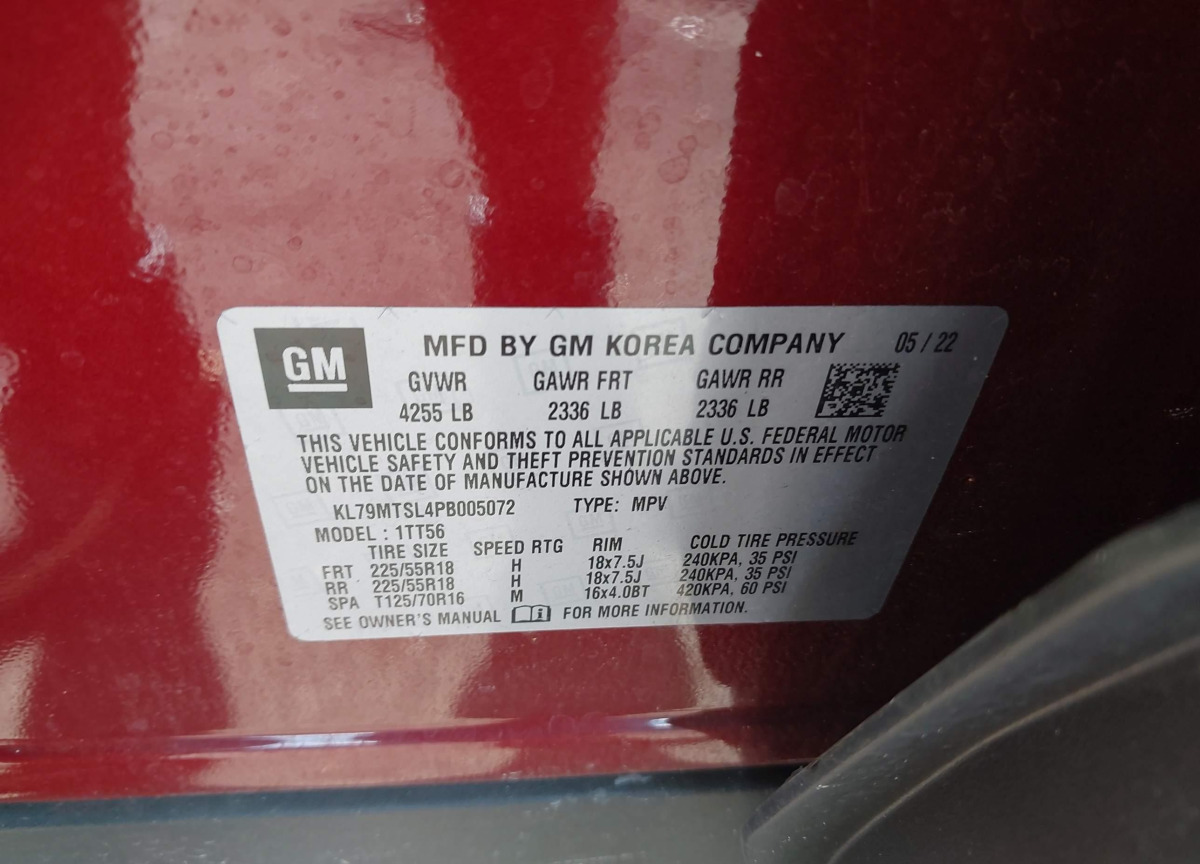 GM
MFD BY GM KOREA COMPANY 05 / 22
GVWR GAWR FRT GAWR RR
4255 LB 2336 LB 2336 LB
THIS VEHICLE CONFORMS TO ALL APPLICABLE U.S. FEDERAL MOTOR
VEHICLE SAFETY AND THEFT PREVENTION STANDARDS IN EFFECT
ON THE DATE OF MANUFACTURE SHOWN ABOVE.
KL79MTSL4PB005072 TYPE: MPV
MODEL : 1TT56
TIRE SIZE SPEED RTG RIM COLD TIRE PRESSURE
FRT 225/55R18 H 18x7.5J 240KPA, 35 PSI
RR 225/55R18 H 18x7.5J 240KPA, 35 PSI
SPA T125/70R16 M 16x4.0BT 420KPA, 60 PSI
SEE OWNER'S MANUAL FOR MORE INFORMATION.